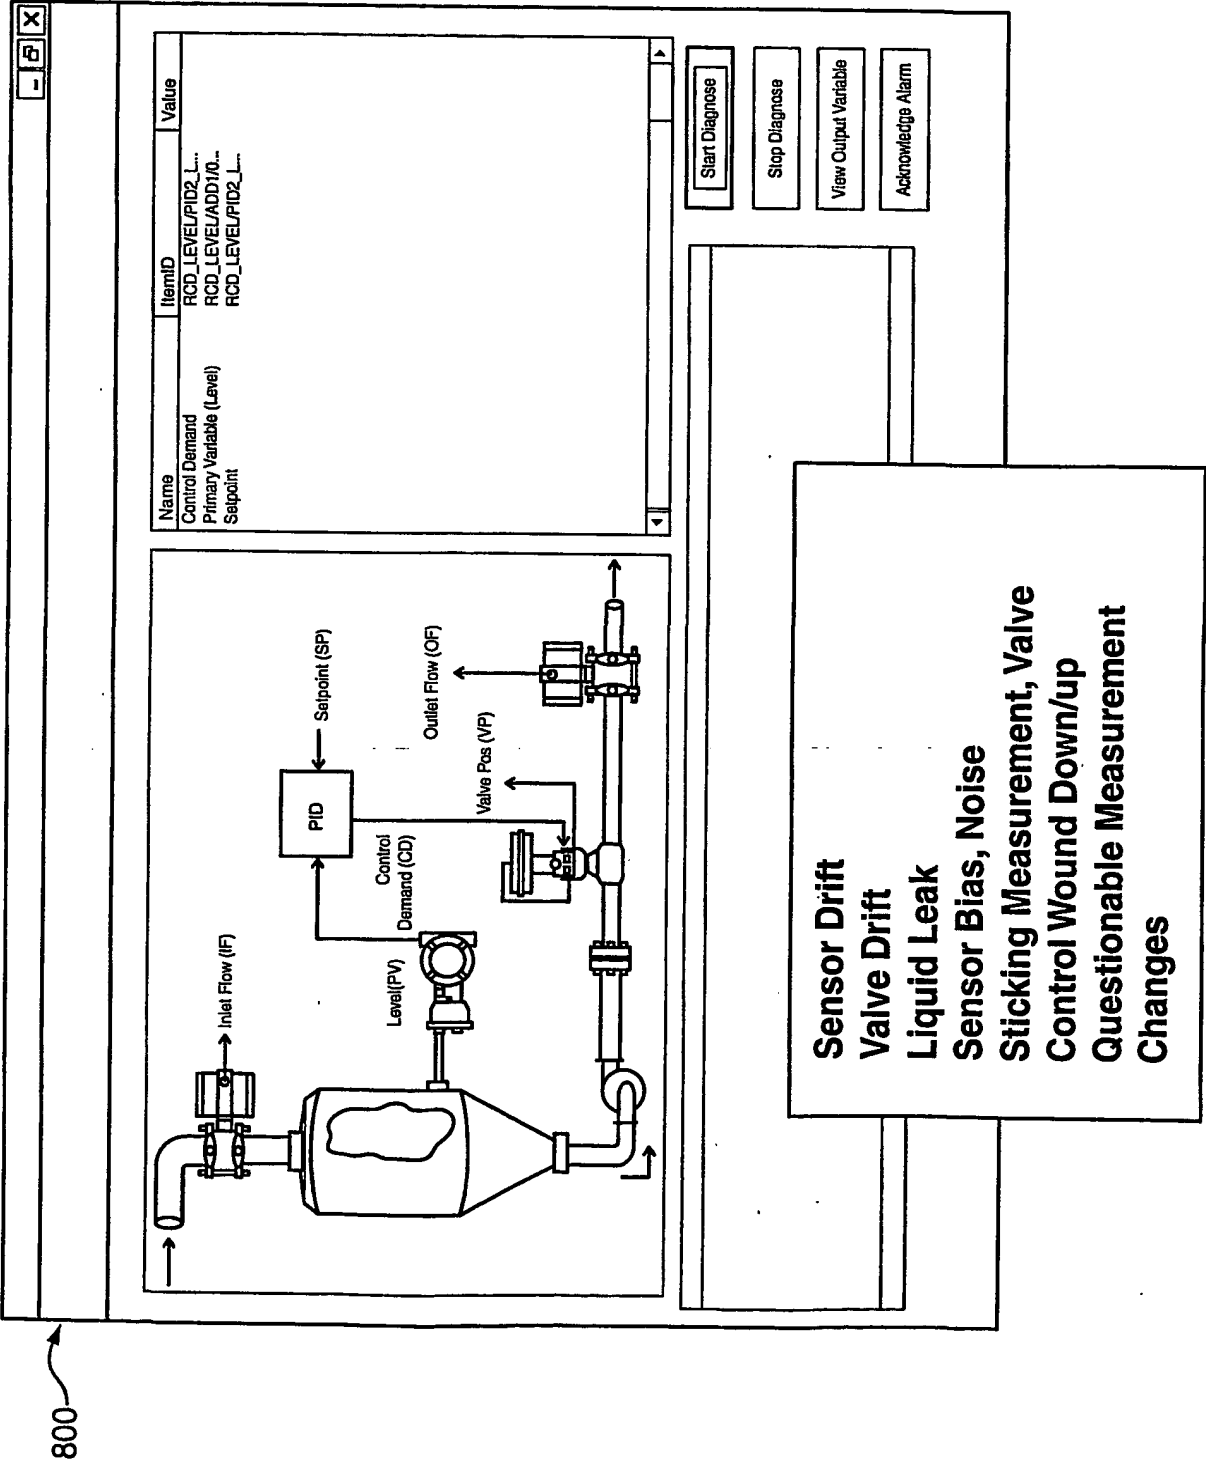 800
Name ItemID Value
Control Demand RCD_LEVEL/PID2_L...
Primary Variable (Level) RCD_LEVEL/ADD1/0...
Setpoint RCD_LEVEL/PID2_L...
Inlet Flow (IF)
Level(PV)
Control
Demand (CD)
PID
Setpoint (SP)
Valve Pos (VP)
Outlet Flow (OF)
Start Diagnose
Stop Diagnose
View Output Variable
Acknowledge Alarm
Sensor Drift
Valve Drift
Liquid Leak
Sensor Bias, Noise
Sticking Measurement, Valve
Control Wound Down/up
Questionable Measurement
Changes